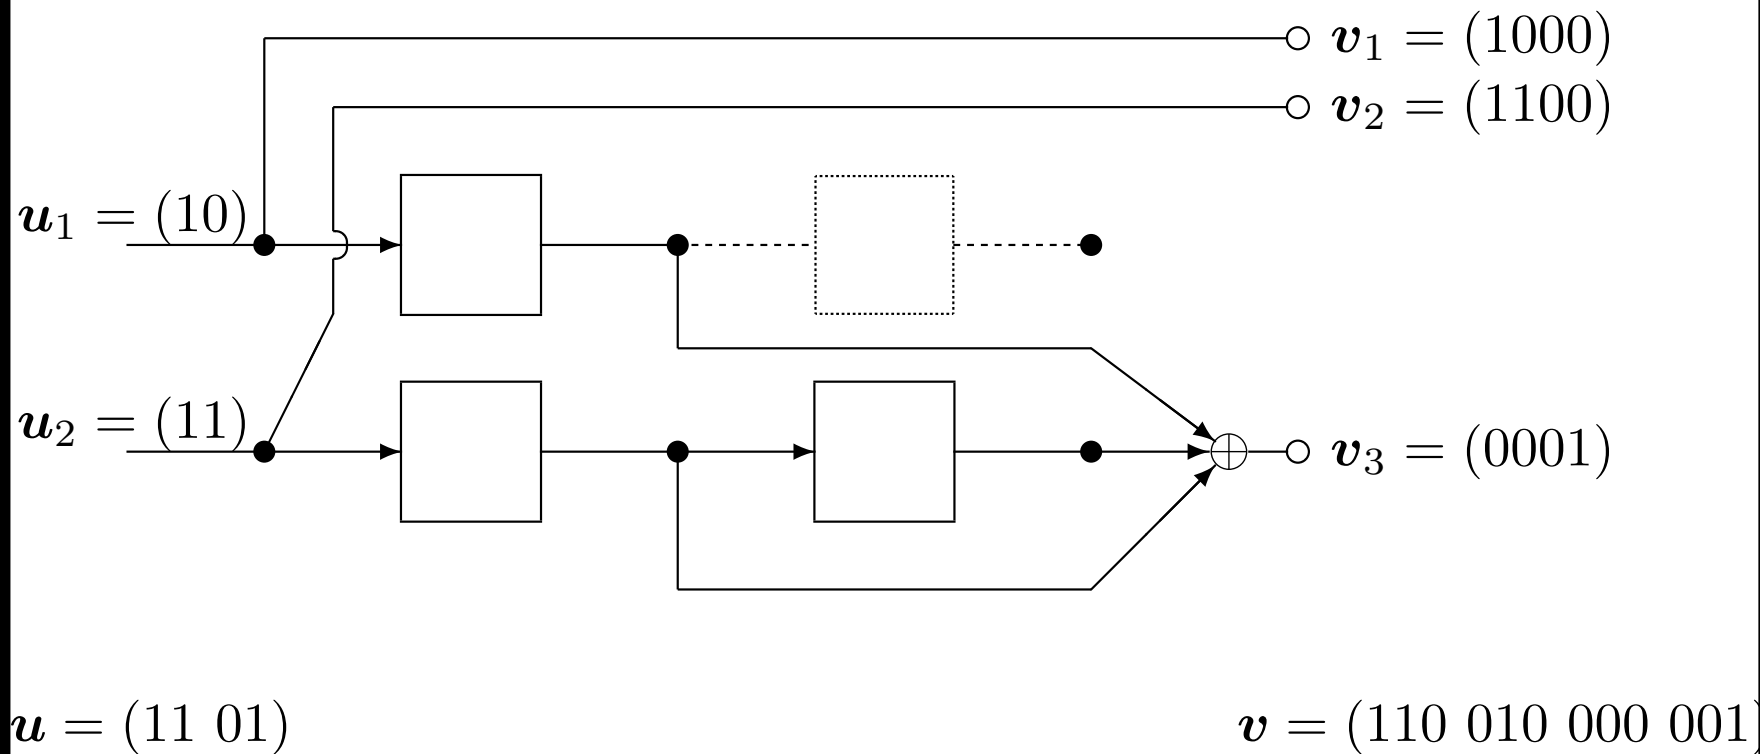 v1 = (1000)
v2 = (1100)
u1 = (10)
u2 = (11)
v3 = (0001)
u = (11 01)
v = (110 010 000 001)